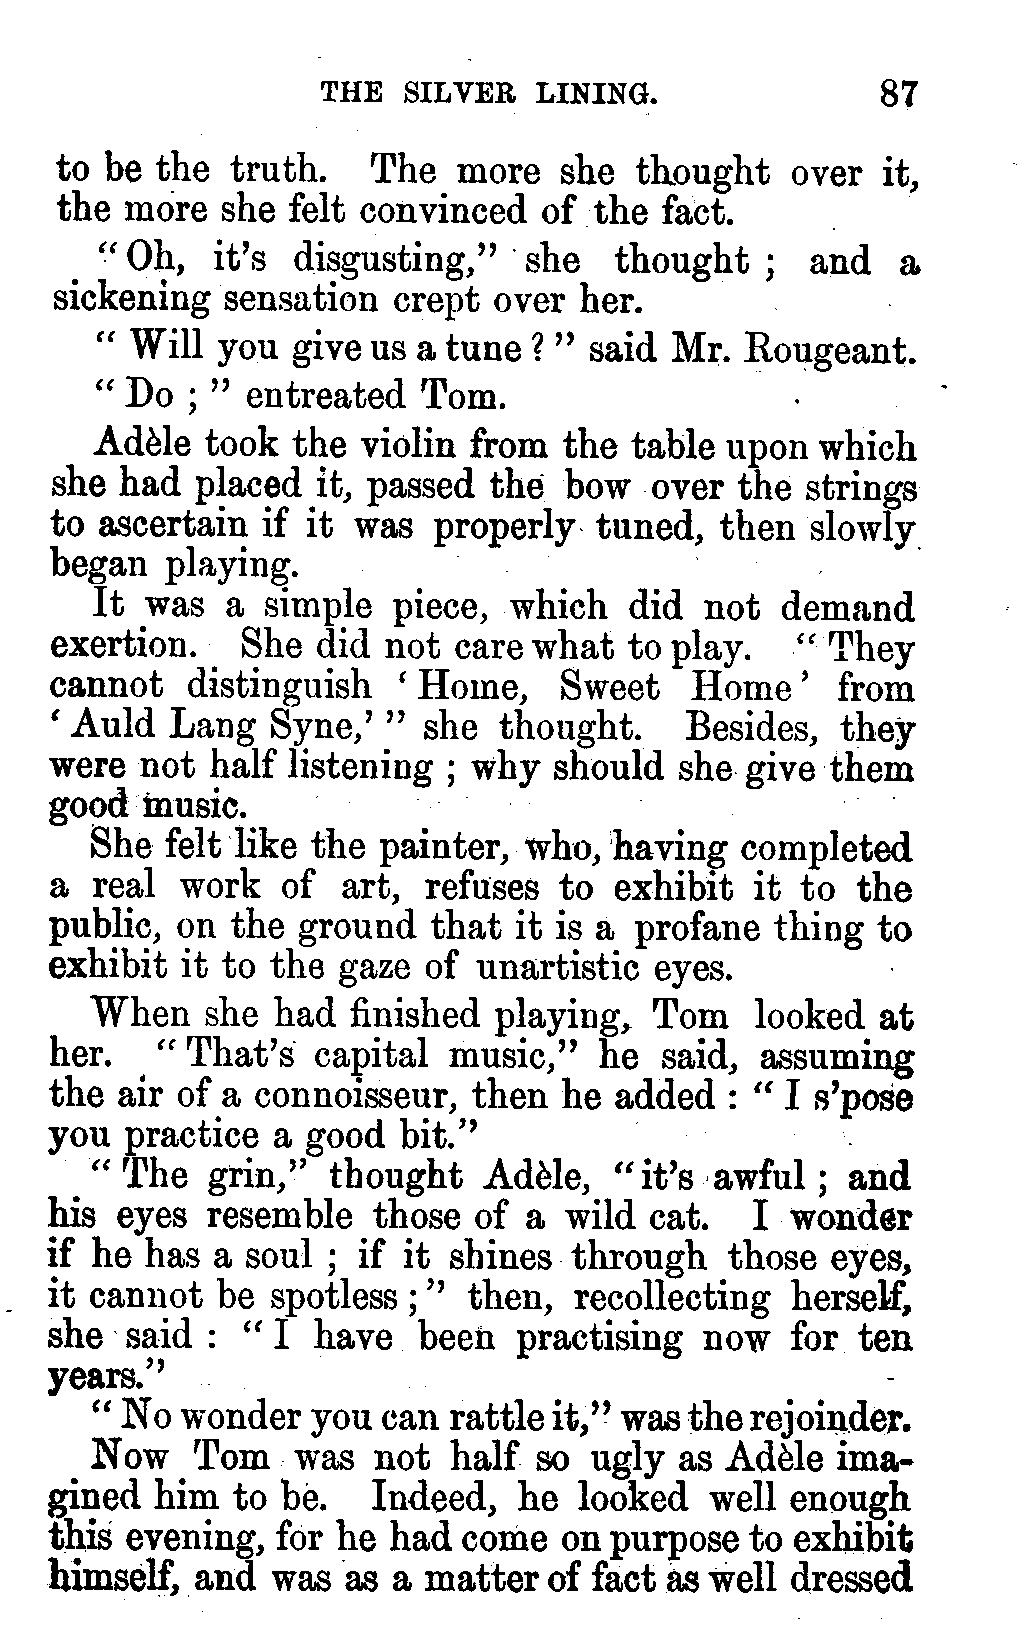 THE SILVER LINING. 87
to be the truth. The more she thought over it,
the more she felt convinced of the fact.
“Oh, it’s disgusting,” she thought ; and a
sickening sensation crept over her.
“ Will you give us a tune ? ” said Mr. Rougeant.
“ Do ; ” entreated Tom.
Adèle took the violin from the table upon which
she had placed it, passed the bow over the strings
to ascertain if it was properly tuned, then slowly
began playing.
It was a simple piece, which did not demand
exertion. She did not care what to play. “ They
cannot distinguish ‘ Home, Sweet Home ’ from
‘ Auld Lang Syne,’ ” she thought. Besides, they
were not half listening ; why should she give them
good music.
She felt like the painter, who, having completed
a real work of art, refuses to exhibit it to the
public, on the ground that it is a profane thing to
exhibit it to the gaze of unartistic eyes.
When she had finished playing, Tom looked at
her. “ That’s capital music,” he said, assuming
the air of a connoisseur, then he added : “ I s’pose
you practice a good bit.”
“ The grin,” thought Adèle, “ it’s awful ; and
his eyes resemble those of a wild cat. I wonder
if he has a soul ; if it shines through those eyes,
it cannot be spotless ; ” then, recollecting herself,
she said : “ I have been practising now for ten
years.”
“ No wonder you can rattle it,” was the rejoinder.
Now Tom was not half so ugly as Adèle ima-
gined him to be. Indeed, he looked well enough
this evening, for he had come on purpose to exhibit
himself, and was as a matter of fact as well dressed